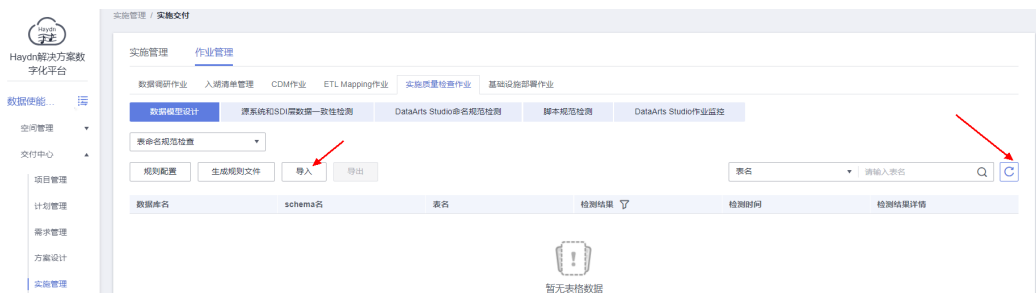 实施管理 / 实施交付
Haydn
Haydn解决方案数
字化平台
数据使能...
空间管理
交付中心
项目管理
计划管理
需求管理
方案设计
实施管理
实施管理 作业管理
数据调研作业 入湖清单管理 CDM作业 ETL Mapping作业 实施质量检查作业 基础设施部署作业
数据模型设计 源系统和SDI层数据一致性检测 DataArts Studio命名规范检测 脚本规范检测 DataArts Studio作业监控
表命名规范检查
规则配置 生成规则文件 导入 导出 表名 请输入表名
数据库名 schema名 表名 检测结果 检测时间 检测结果详情
暂无表格数据